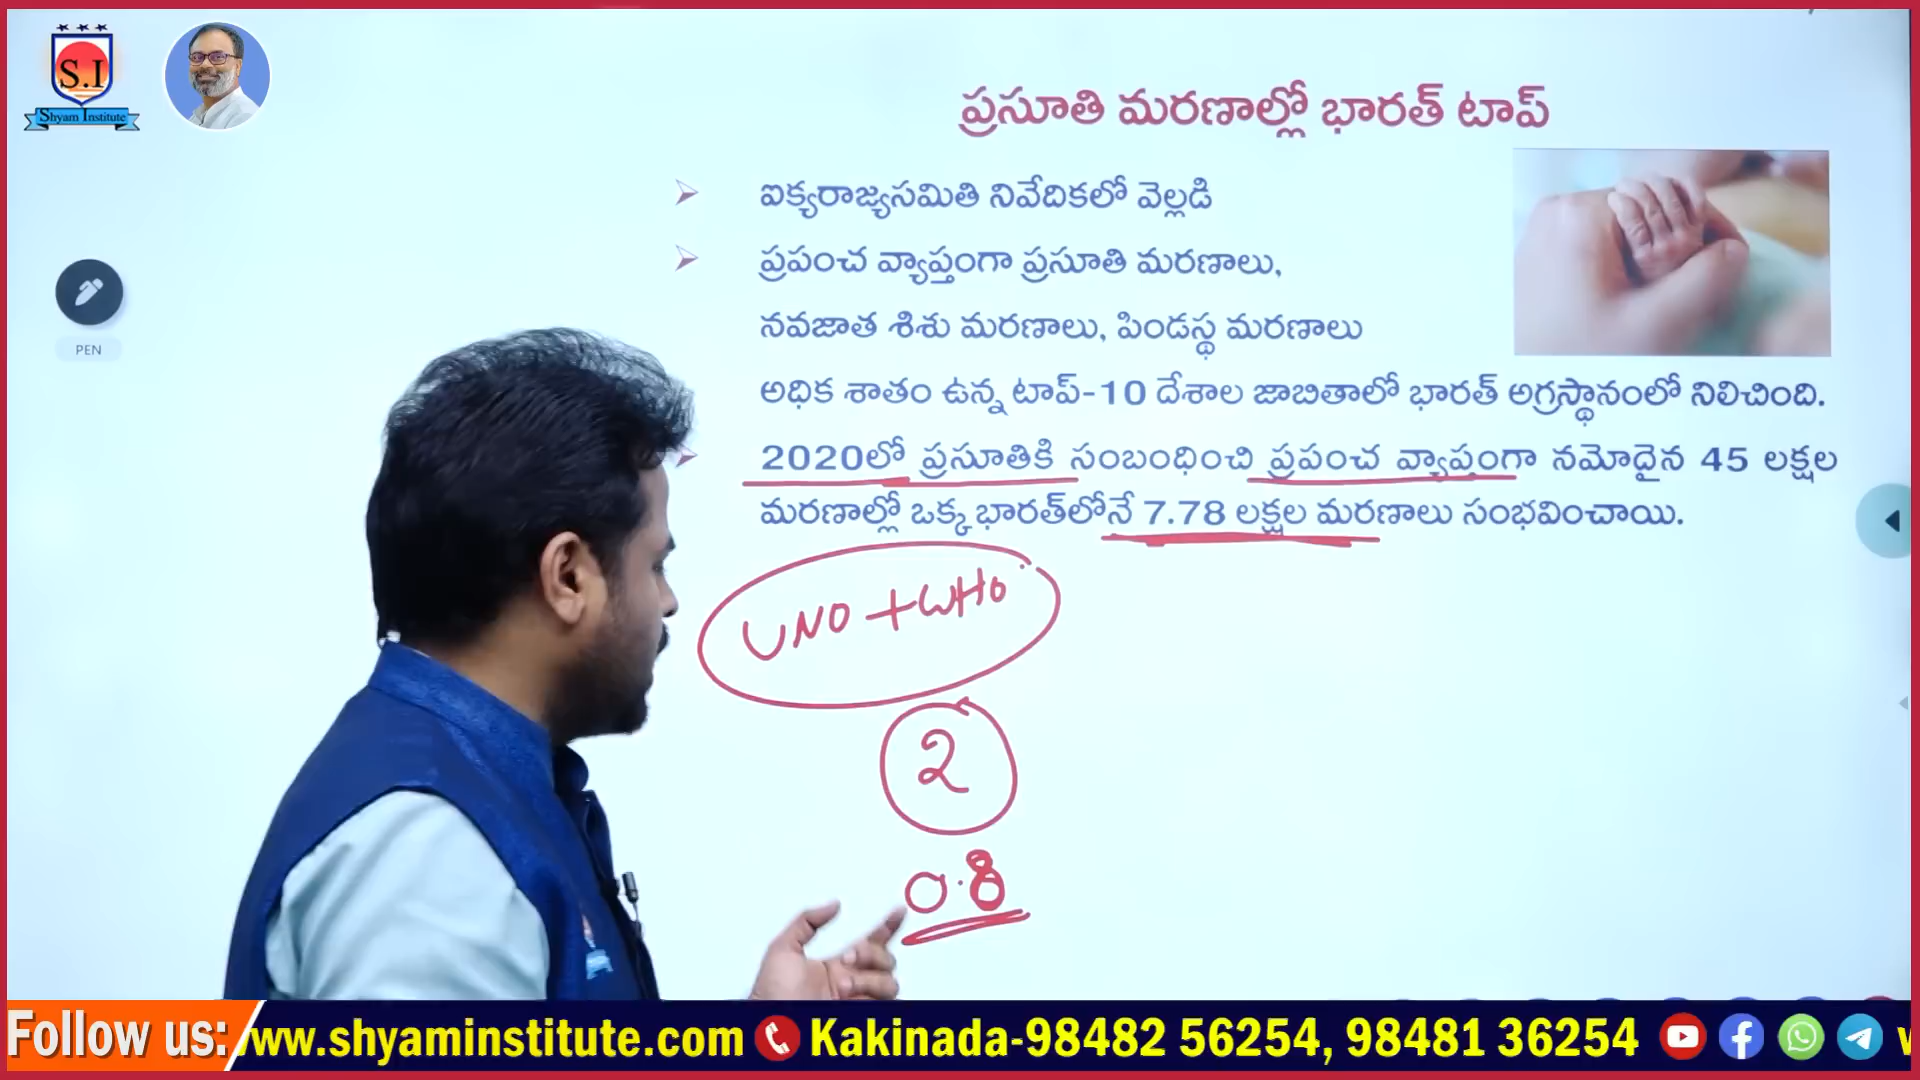 S.I
Shyam Institute
ప్రసూతి మరణాల్లో భారత్ టాప్
ఐక్యరాజ్యసమితి నివేదికలో వెల్లడి
ప్రపంచ వ్యాప్తంగా ప్రసూతి మరణాలు,
నవజాత శిశు మరణాలు, పిండస్థ మరణాలు
అధిక శాతం ఉన్న టాప్-10 దేశాల జాబితాలో భారత్ అగ్రస్థానంలో నిలిచింది.
2020లో ప్రసూతికి సంబంధించి ప్రపంచ వ్యాప్తంగా నమోదైన 45 లక్షల
మరణాల్లో ఒక్క భారత్‌లోనే 7.78 లక్షల మరణాలు సంభవించాయి.
PEN
UNO + WHO
2
0.8
Follow us: www.shyaminstitute.com Kakinada-98482 56254, 98481 36254